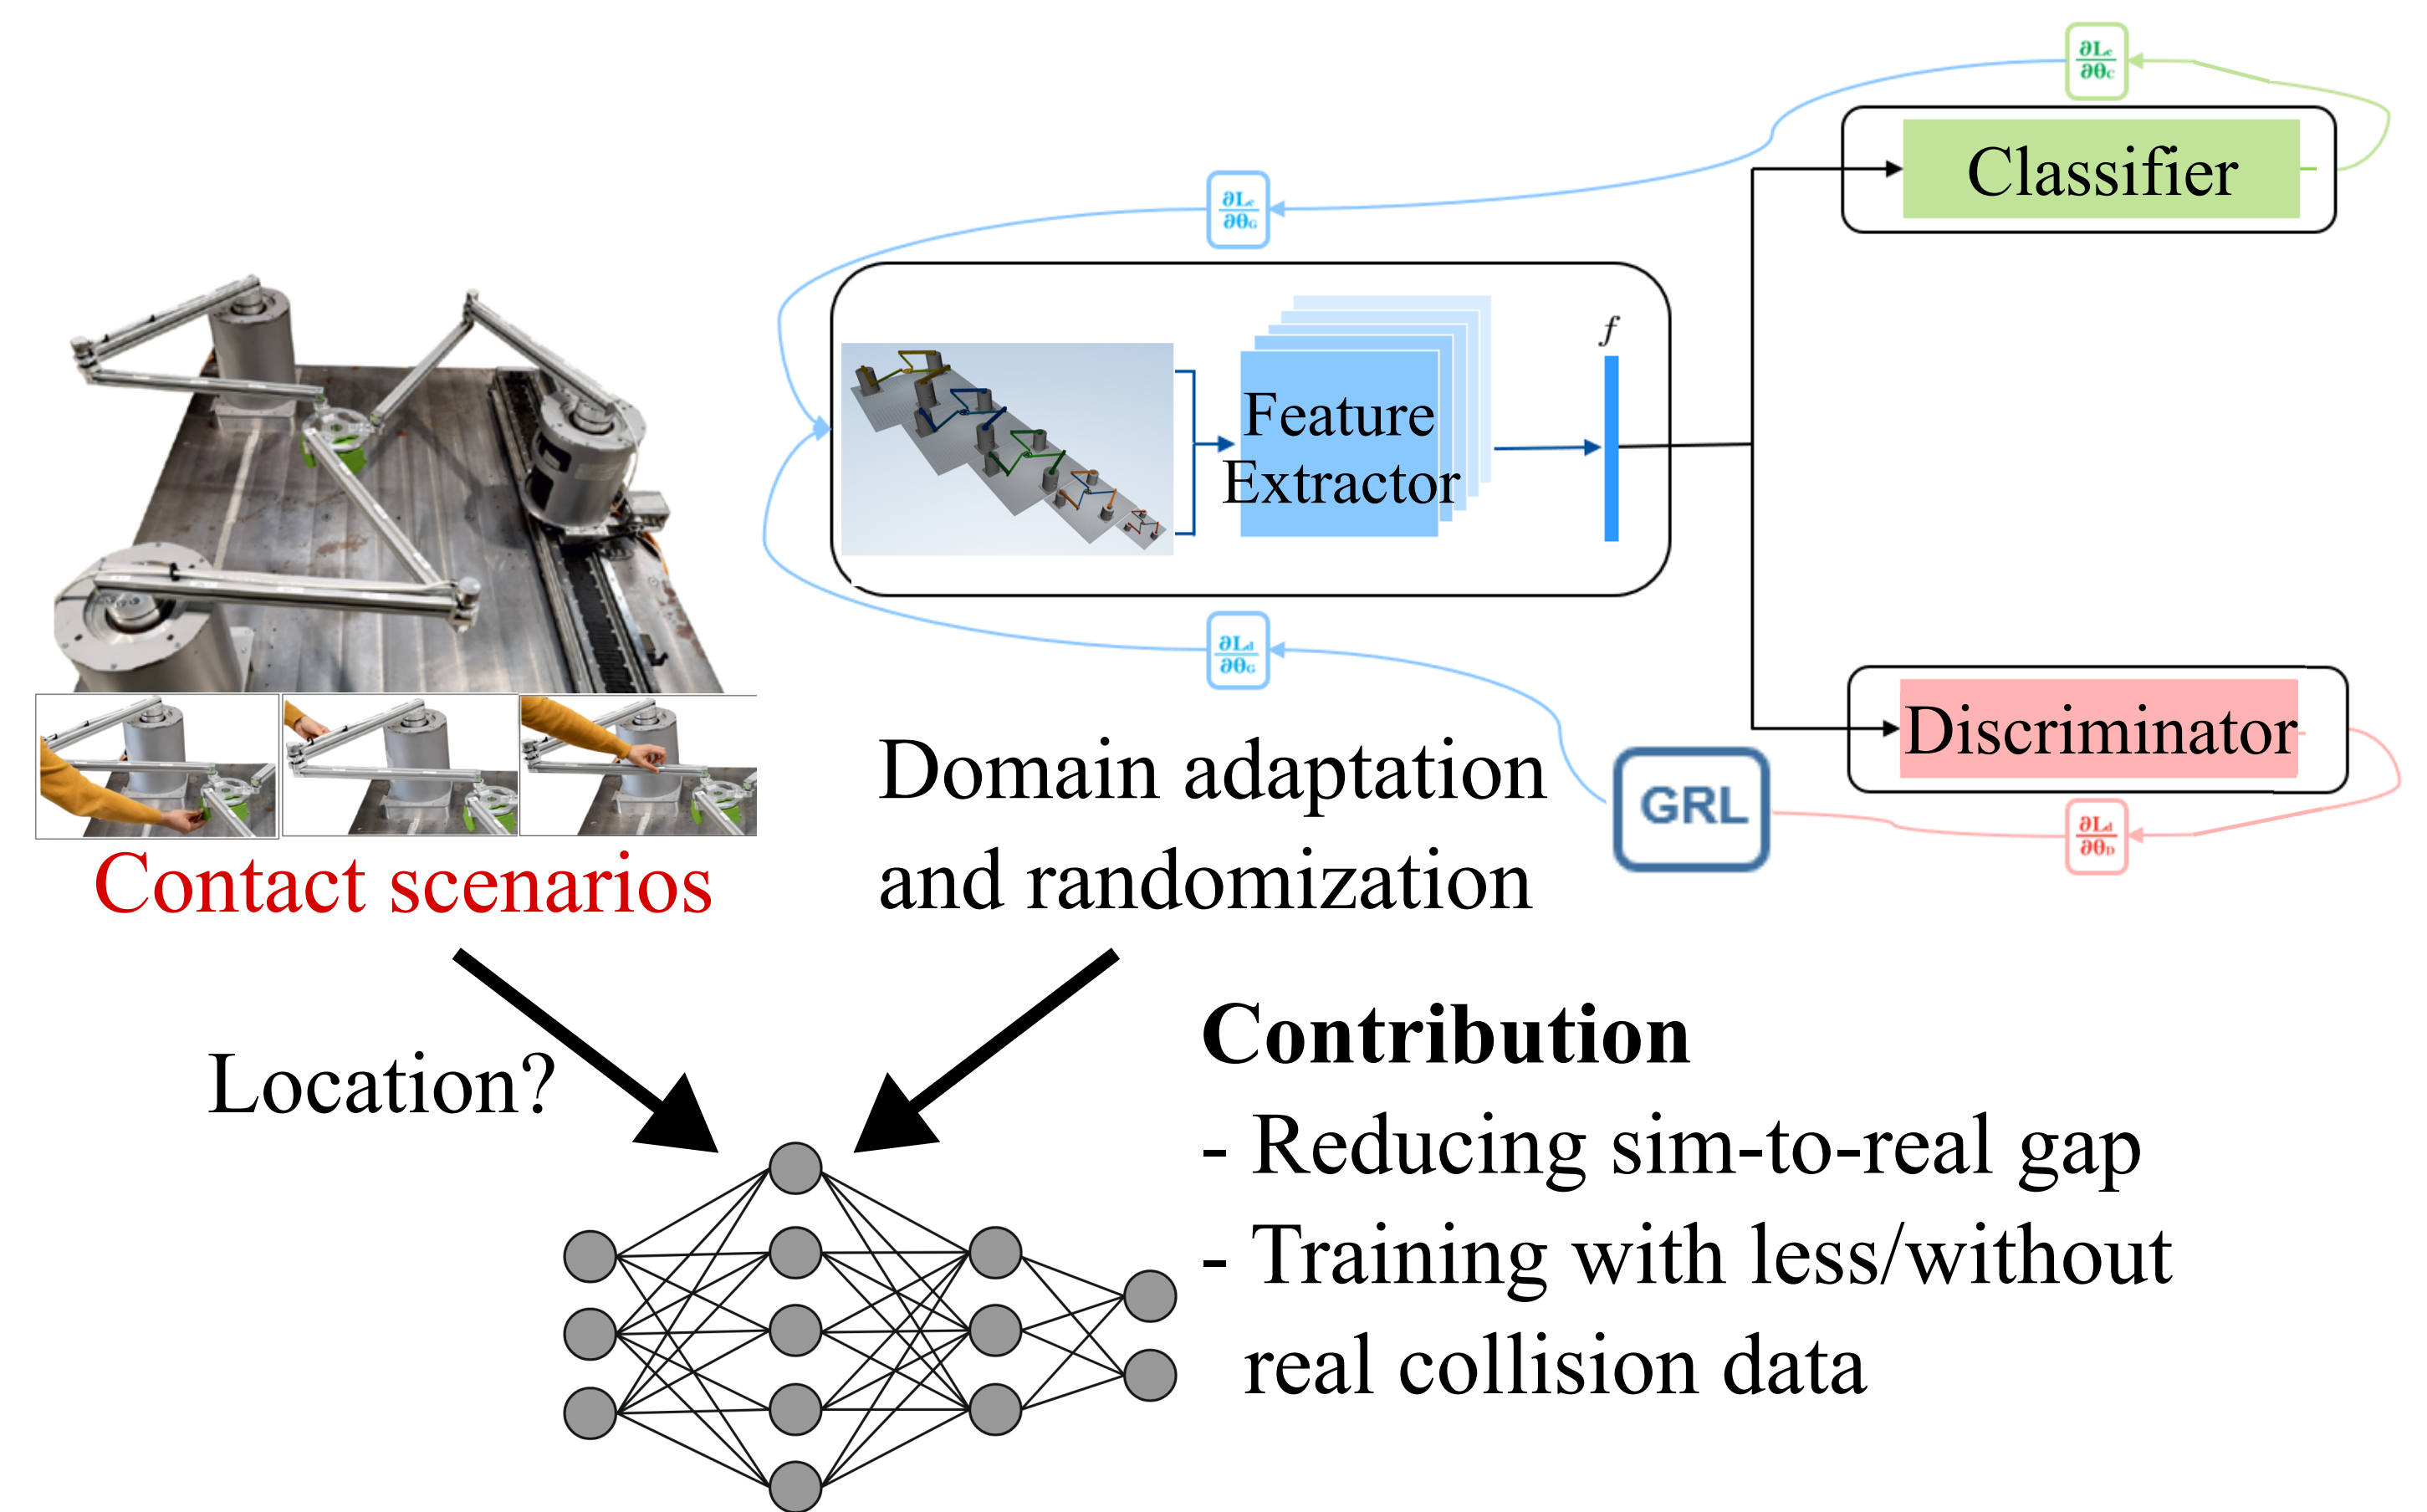 ∂Lc
∂θC
Classifier
∂Lc
∂θG
f
Feature
Extractor
∂Ld
∂θG
Discriminator
GRL
∂Ld
∂θD
Domain adaptation
and randomization
Contact scenarios
Location?
Contribution
- Reducing sim-to-real gap
- Training with less/without
real collision data